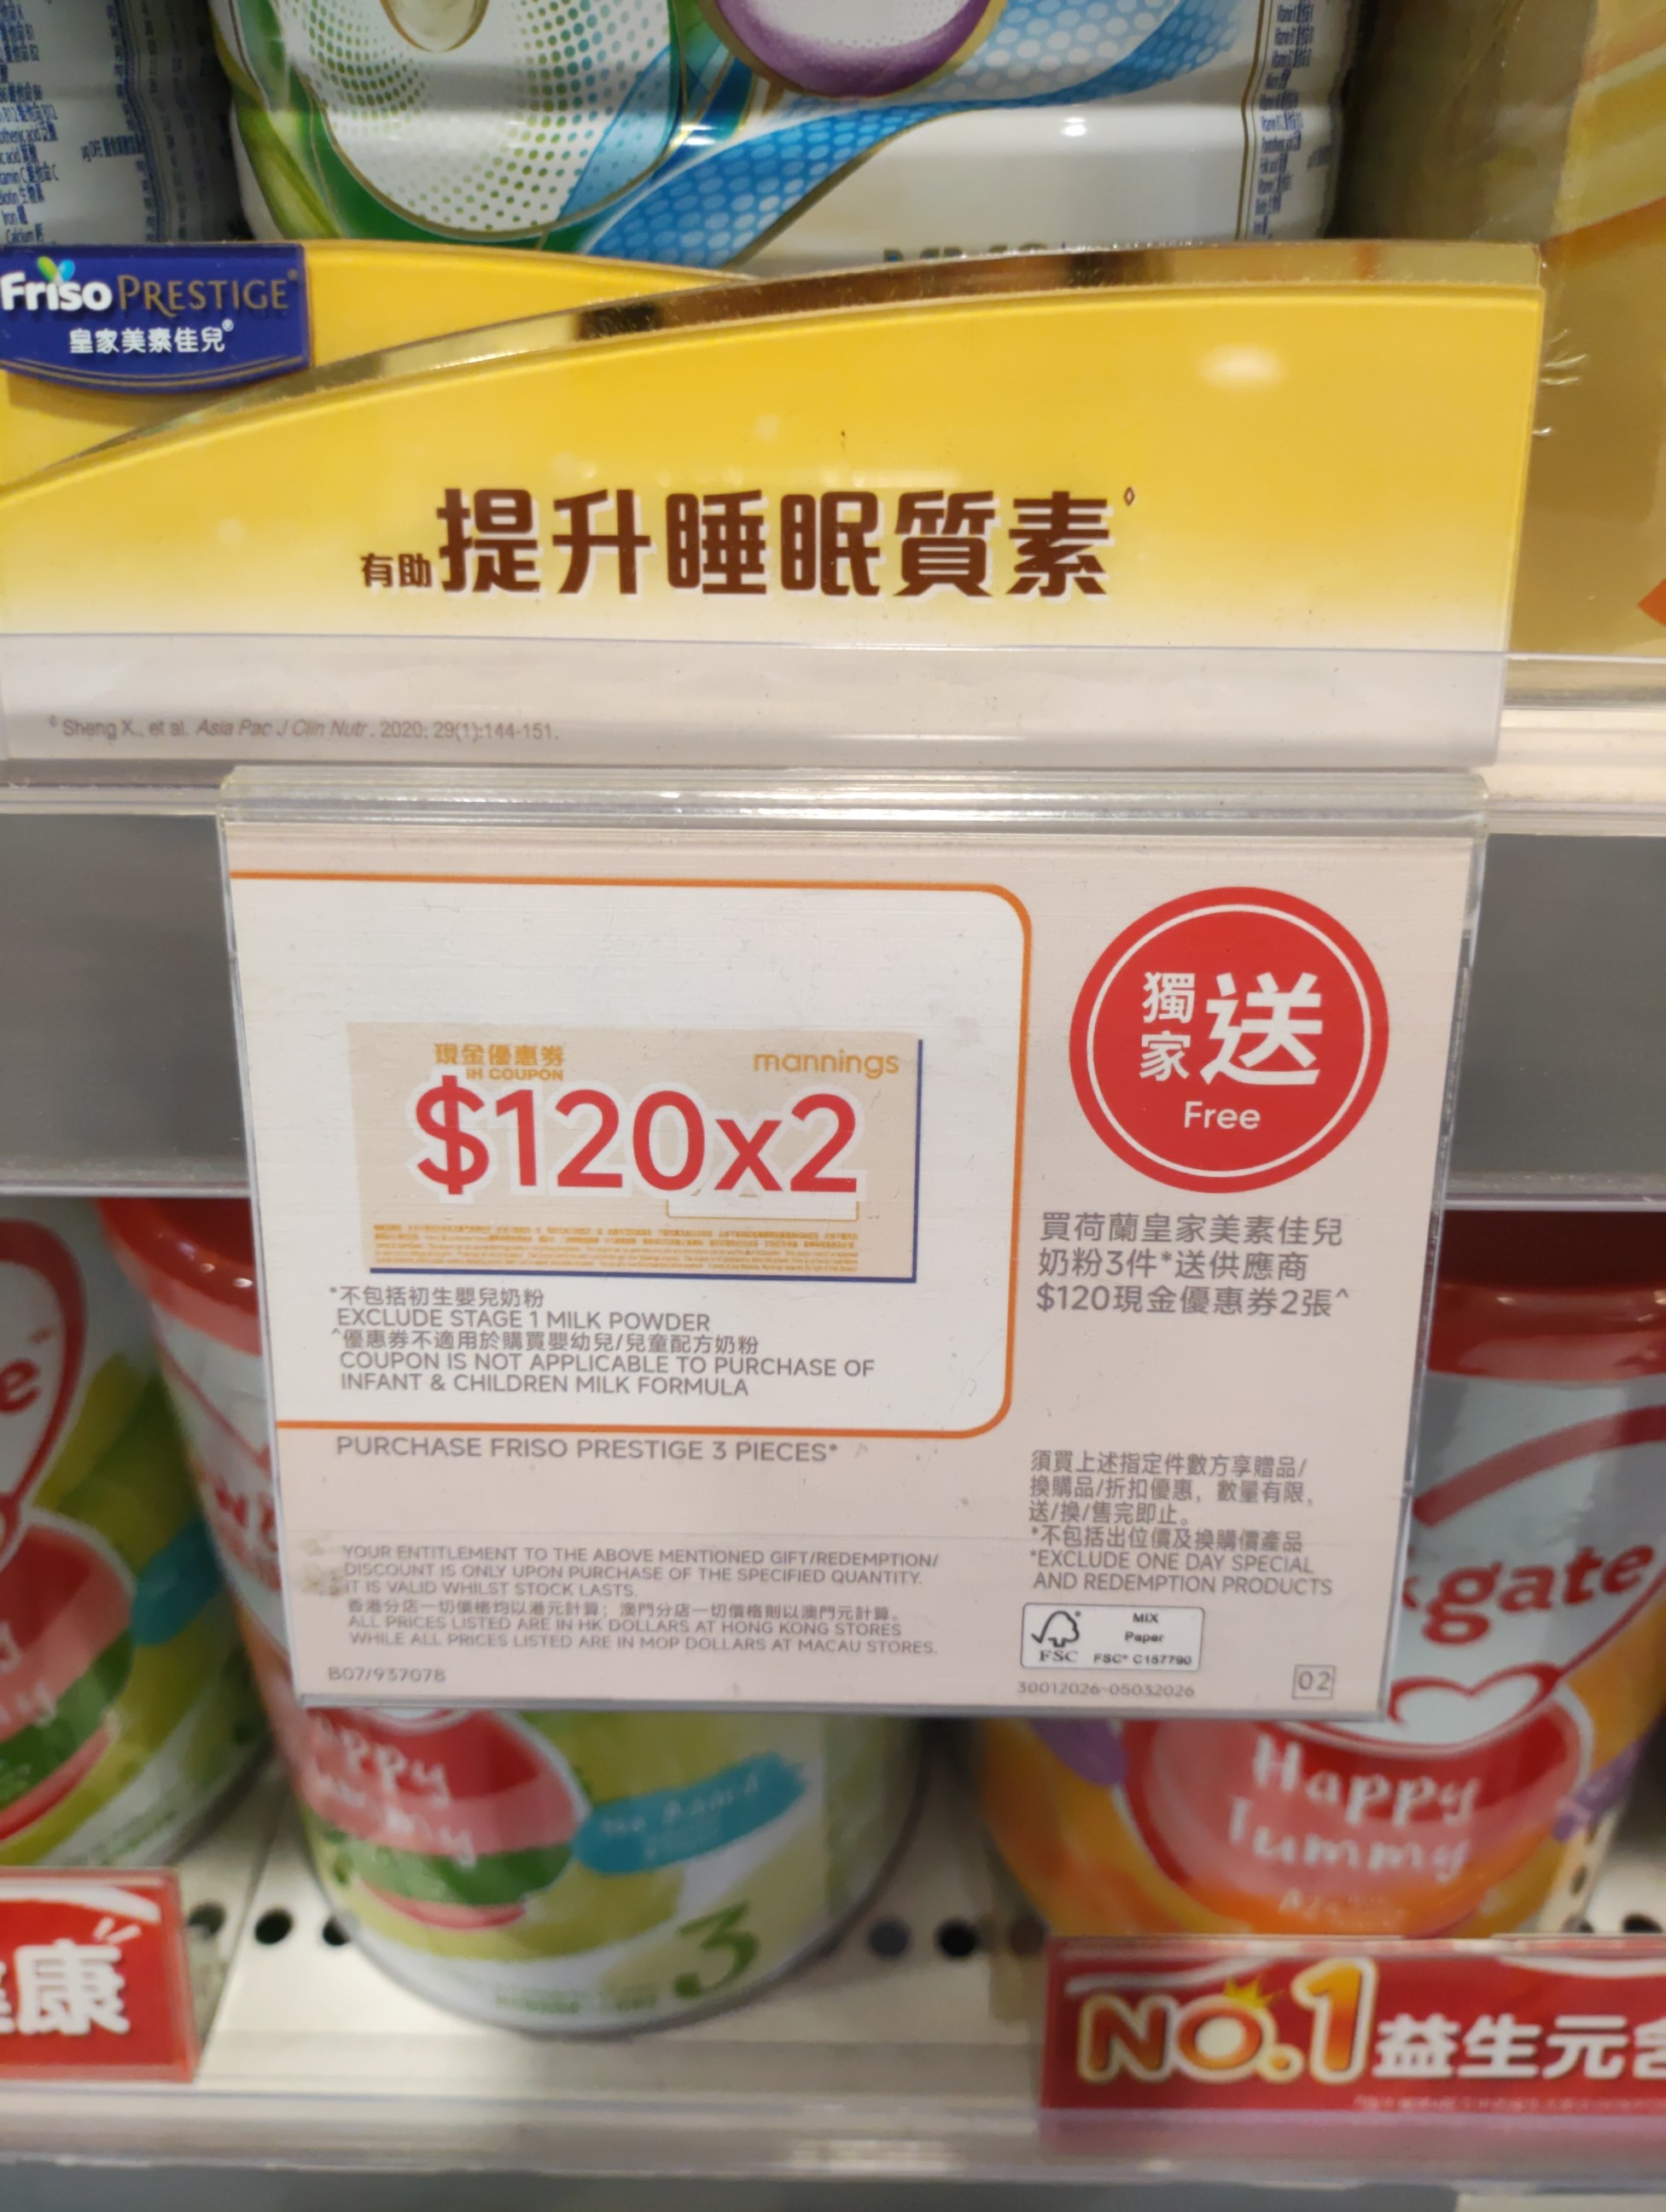 Friso PRESTIGE®
皇家美素佳兒®
有助提升睡眠質素◊
◊ Sheng X., et al. Asia Pac J Clin Nutr. 2020; 29(1):144-151.
現金優惠券
COUPON
mannings
$120x2
*不包括初生嬰兒奶粉
EXCLUDE STAGE 1 MILK POWDER
^優惠券不適用於購買嬰幼兒/兒童配方奶粉
COUPON IS NOT APPLICABLE TO PURCHASE OF
INFANT & CHILDREN MILK FORMULA
獨家送
Free
買荷蘭皇家美素佳兒
奶粉3件*送供應商
$120現金優惠券2張^
PURCHASE FRISO PRESTIGE 3 PIECES*
須買上述指定件數方享贈品/
換購品/折扣優惠，數量有限，
送/換/售完即止。
*不包括出位價及換購價產品
*EXCLUDE ONE DAY SPECIAL
AND REDEMPTION PRODUCTS
YOUR ENTITLEMENT TO THE ABOVE MENTIONED GIFT/REDEMPTION/
DISCOUNT IS ONLY UPON PURCHASE OF THE SPECIFIED QUANTITY.
IT IS VALID WHILST STOCK LASTS.
香港分店一切價格均以港元計算；澳門分店一切價格則以澳門元計算。
ALL PRICES LISTED ARE IN HK DOLLARS AT HONG KONG STORES
WHILE ALL PRICES LISTED ARE IN MOP DOLLARS AT MACAU STORES.
B07/937078
FSC
MIX
Paper
FSC® C157790
30012026-05032026
02
gate
Happy
Tummy
3
康
NO.1益生元